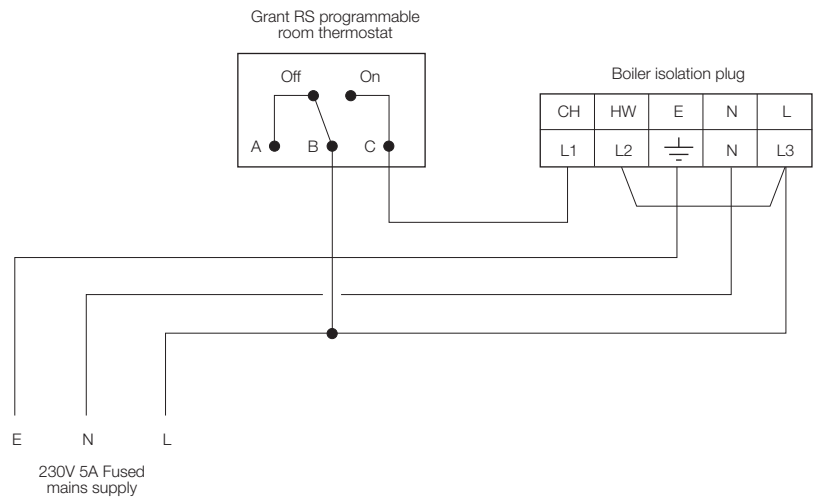 Grant RS programmable
room thermostat
Off On
A B C
Boiler isolation plug
CH HW E N L
L1 L2 N L3
E N L
230V 5A Fused
mains supply